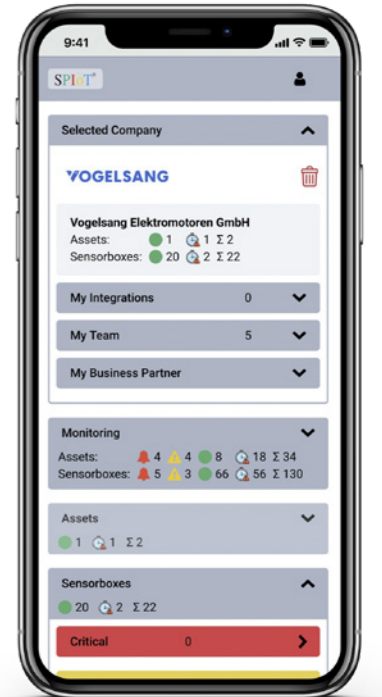 9:41
SPIoT®
Selected Company
VOGELSANG
Vogelsang Elektromotoren GmbH
Assets: 1 1 Σ 2
Sensorboxes: 20 2 Σ 22
My Integrations 0
My Team 5
My Business Partner
Monitoring
Assets: 4 4 8 18 Σ 34
Sensorboxes: 5 3 66 56 Σ 130
Assets
1 1 Σ 2
Sensorboxes
20 2 Σ 22
Critical 0